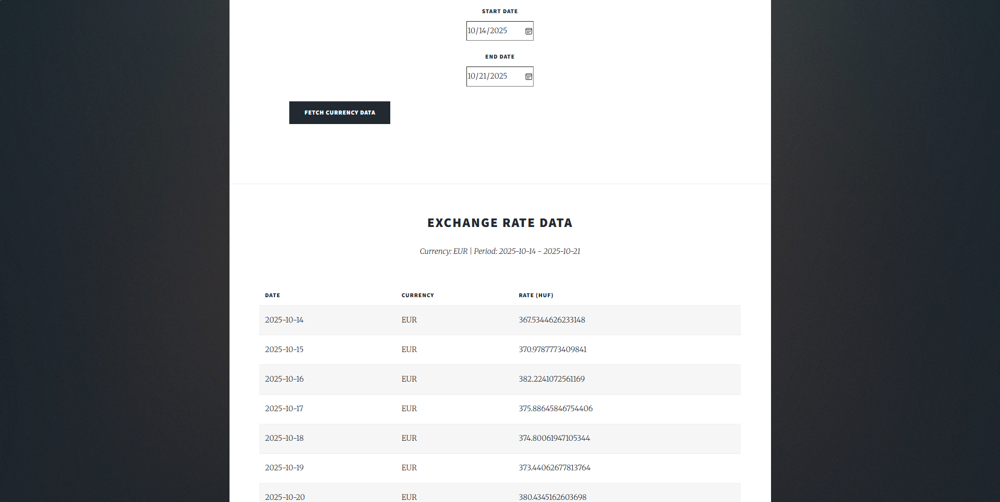 START DATE
10/14/2025
END DATE
10/21/2025
FETCH CURRENCY DATA
EXCHANGE RATE DATA
Currency: EUR | Period: 2025-10-14 - 2025-10-21
DATE CURRENCY RATE (HUF)
2025-10-14 EUR 367.5344626233148
2025-10-15 EUR 370.9787773409841
2025-10-16 EUR 382.2241072561169
2025-10-17 EUR 375.88645846754406
2025-10-18 EUR 374.80061947105344
2025-10-19 EUR 373.44062677813764
2025-10-20 EUR 380.4345162603698